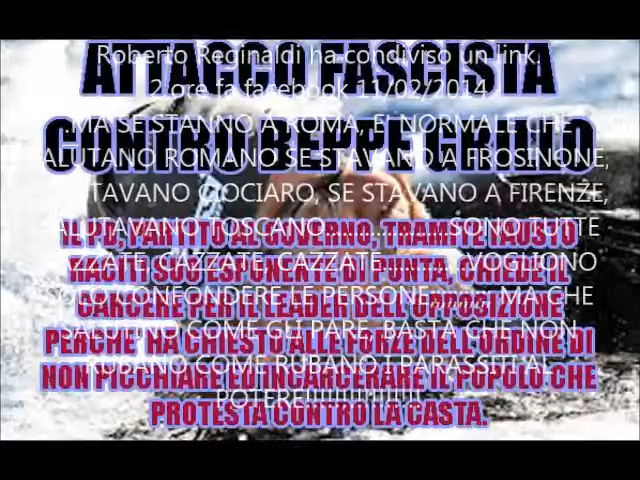 Roberto Reginaldi ha condiviso un link.
ATTACCO FASCISTA
2 ore fa facebook 11/02/2014
MA SE STANNO A ROMA, E' NORMALE CHE
CONTRO BEPPE GRILLO
ALUTANO ROMANO SE STAVANO A FROSINONE,
TAVANO CIOCIARO, SE STAVANO A FIRENZE,
ALUTAVANO TOSCANO SONO TUTTE
IL PD, PARTITO AL GOVERNO, TRAMITE FAUSTO
ZZATE CAZZATE CAZZATE VOGLIONO
RACITI SUO ESPONENTE DI PUNTA, CHIEDE IL
CONFONDERE LE PERSONE MA CHE
CARCERE PER IL LEADER DELL'OPPOSIZIONE
SALUTINO COME GLI PARE, BASTA CHE NON
PERCHE' HA CHIESTO ALLE FORZE DELL'ORDINE DI
RUBANO COME RUBANO I PARASSITI AL
NON PICCHIARE ED INCARCERARE IL POPOLO CHE
POTERE!!!!!!!!!!!!!!
PROTESTA CONTRO LA CASTA.